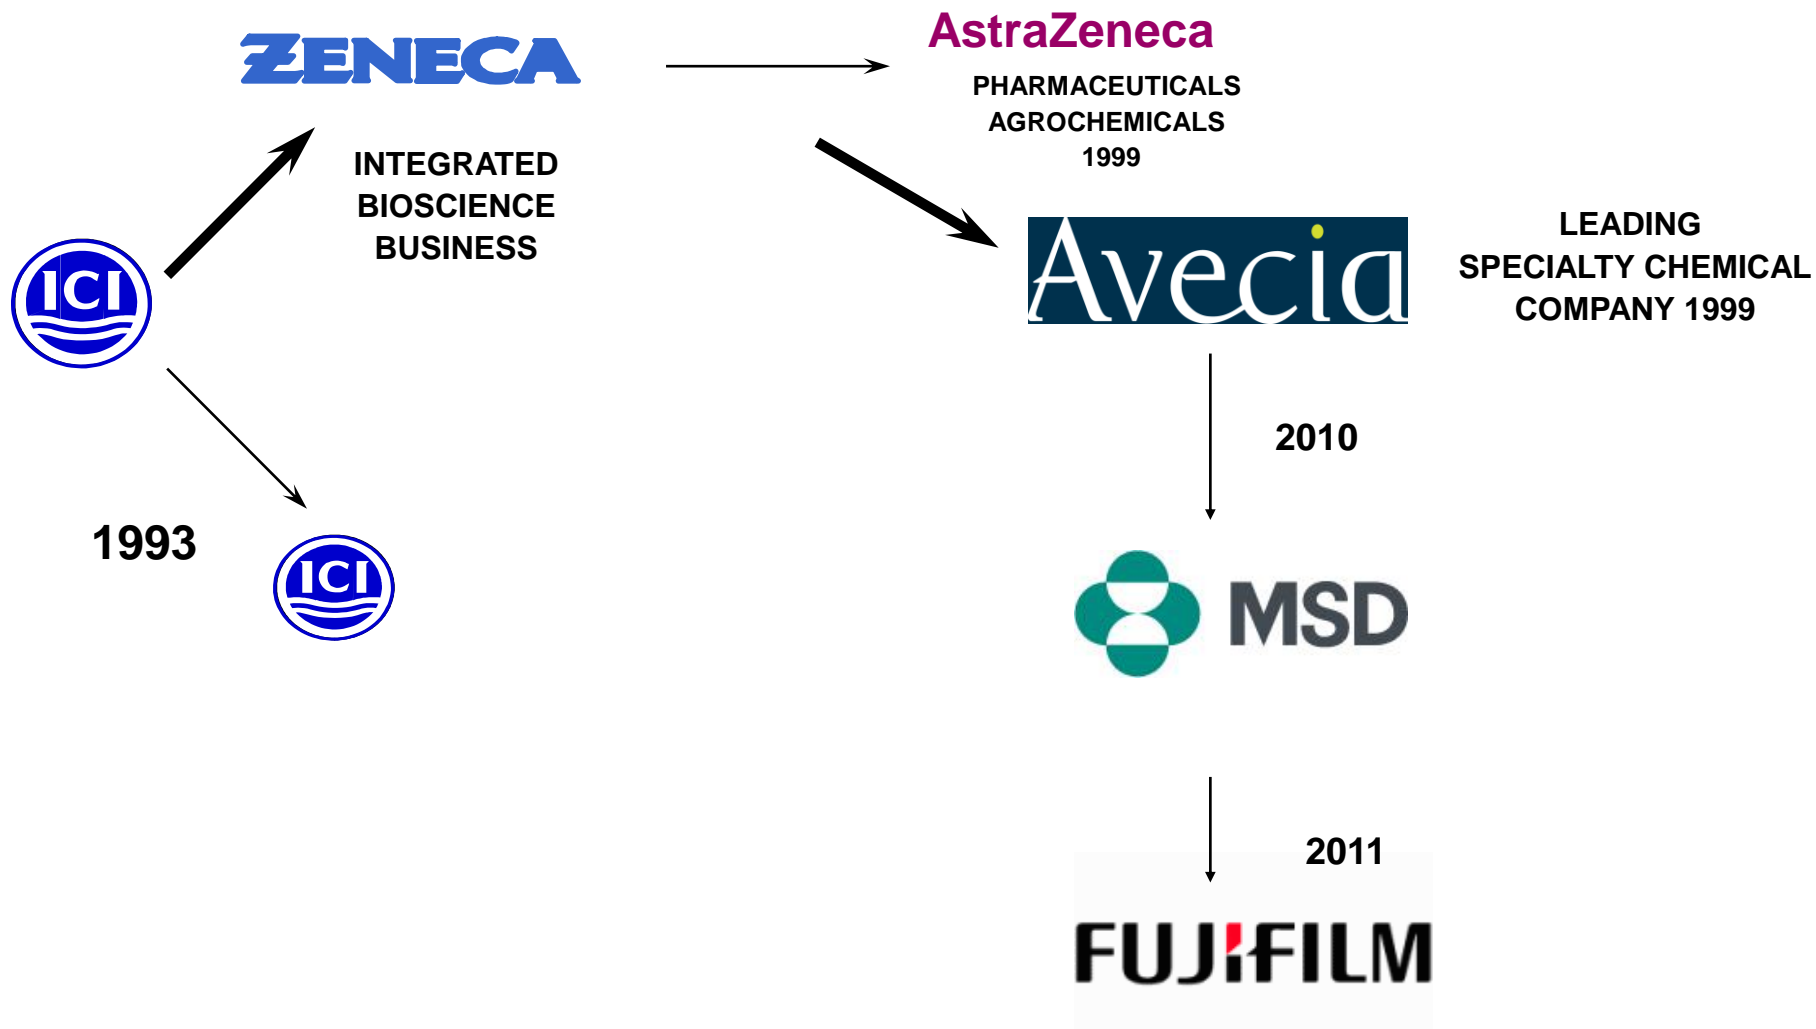 ZENECA
AstraZeneca
PHARMACEUTICALS
AGROCHEMICALS
1999
INTEGRATED
BIOSCIENCE
BUSINESS
ICI
Avecia
LEADING
SPECIALTY CHEMICAL
COMPANY 1999
2010
1993
ICI
MSD
2011
FUJIFILM